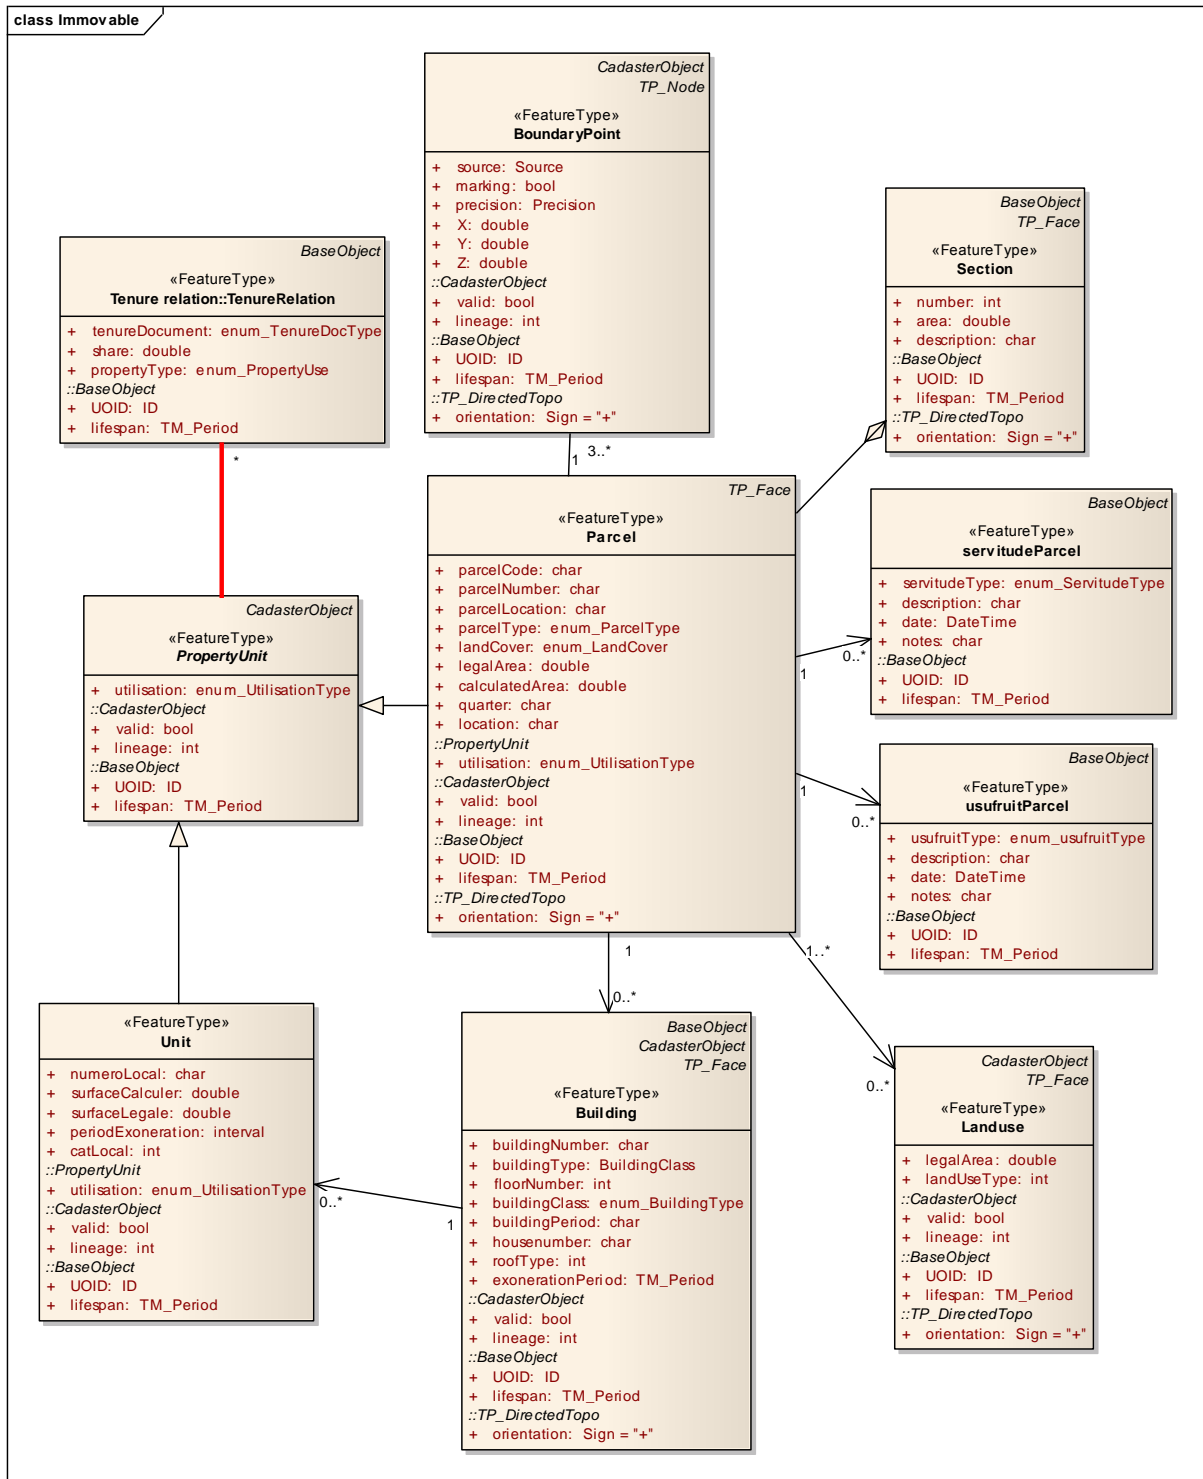 class Immovable
CadasterObject
TP_Node
«FeatureType»
BoundaryPoint
+ source: Source
+ marking: bool
+ precision: Precision
+ X: double
+ Y: double
+ Z: double
::CadasterObject
+ valid: bool
+ lineage: int
::BaseObject
+ UOID: ID
+ lifespan: TM_Period
::TP_DirectedTopo
+ orientation: Sign = "+"
BaseObject
TP_Face
«FeatureType»
Section
+ number: int
+ area: double
+ description: char
::BaseObject
+ UOID: ID
+ lifespan: TM_Period
::TP_DirectedTopo
+ orientation: Sign = "+"
BaseObject
«FeatureType»
Tenure relation::TenureRelation
+ tenureDocument: enum_TenureDocType
+ share: double
+ propertyType: enum_PropertyUse
::BaseObject
+ UOID: ID
+ lifespan: TM_Period
*
3..*
1
TP_Face
«FeatureType»
Parcel
+ parcelCode: char
+ parcelNumber: char
+ parcelLocation: char
+ parcelType: enum_ParcelType
+ landCover: enum_LandCover
+ legalArea: double
+ calculatedArea: double
+ quarter: char
+ location: char
::PropertyUnit
+ utilisation: enum_UtilisationType
::CadasterObject
+ valid: bool
+ lineage: int
::BaseObject
+ UOID: ID
+ lifespan: TM_Period
::TP_DirectedTopo
+ orientation: Sign = "+"
BaseObject
«FeatureType»
servitudeParcel
+ servitudeType: enum_ServitudeType
+ description: char
+ date: DateTime
+ notes: char
::BaseObject
+ UOID: ID
+ lifespan: TM_Period
0..*
1
CadasterObject
«FeatureType»
PropertyUnit
+ utilisation: enum_UtilisationType
::CadasterObject
+ valid: bool
+ lineage: int
::BaseObject
+ UOID: ID
+ lifespan: TM_Period
BaseObject
«FeatureType»
usufruitParcel
+ usufruitType: enum_usufruitType
+ description: char
+ date: DateTime
+ notes: char
::BaseObject
+ UOID: ID
+ lifespan: TM_Period
1
0..*
1
0..*
1..*
0..*
«FeatureType»
Unit
+ numeroLocal: char
+ surfaceCalculer: double
+ surfaceLegale: double
+ periodExoneration: interval
+ catLocal: int
::PropertyUnit
+ utilisation: enum_UtilisationType
::CadasterObject
+ valid: bool
+ lineage: int
::BaseObject
+ UOID: ID
+ lifespan: TM_Period
0..*
1
BaseObject
CadasterObject
TP_Face
«FeatureType»
Building
+ buildingNumber: char
+ buildingType: BuildingClass
+ floorNumber: int
+ buildingClass: enum_BuildingType
+ buildingPeriod: char
+ housenumber: char
+ roofType: int
+ exonerationPeriod: TM_Period
::CadasterObject
+ valid: bool
+ lineage: int
::BaseObject
+ UOID: ID
+ lifespan: TM_Period
::TP_DirectedTopo
+ orientation: Sign = "+"
CadasterObject
TP_Face
«FeatureType»
Landuse
+ legalArea: double
+ landUseType: int
::CadasterObject
+ valid: bool
+ lineage: int
::BaseObject
+ UOID: ID
+ lifespan: TM_Period
::TP_DirectedTopo
+ orientation: Sign = "+"